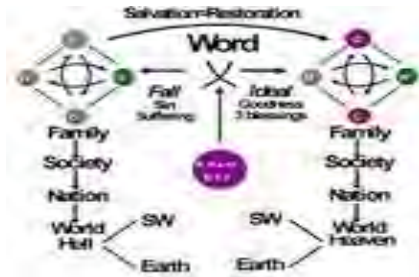 Salvation=Restoration
Word
Fall
Sin
Suffering
Ideal
Goodness
3 blessings
Family
Society
Nation
World
Hell
SW
Earth
Family
Society
Nation
World
Heaven
SW
Earth